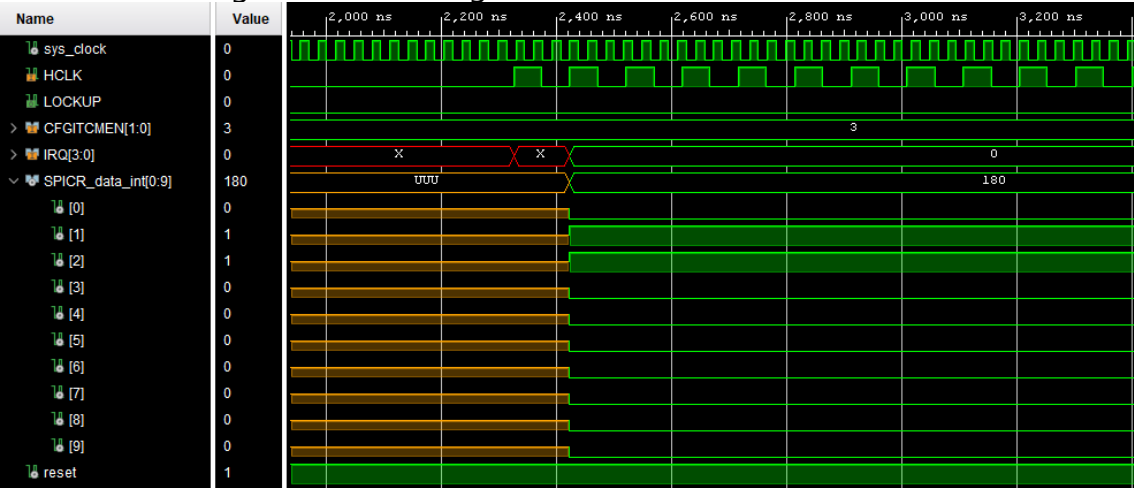 Name Value 2,000 ns 2,200 ns 2,400 ns 2,600 ns 2,800 ns 3,000 ns 3,200 ns
sys_clock 0
HCLK 0
LOCKUP 0
CFGITCMEN[1:0] 3 3
IRQ[3:0] 0 X X 0
SPICR_data_int[0:9] 180 UUU 180
[0] 0
[1] 1
[2] 1
[3] 0
[4] 0
[5] 0
[6] 0
[7] 0
[8] 0
[9] 0
reset 1